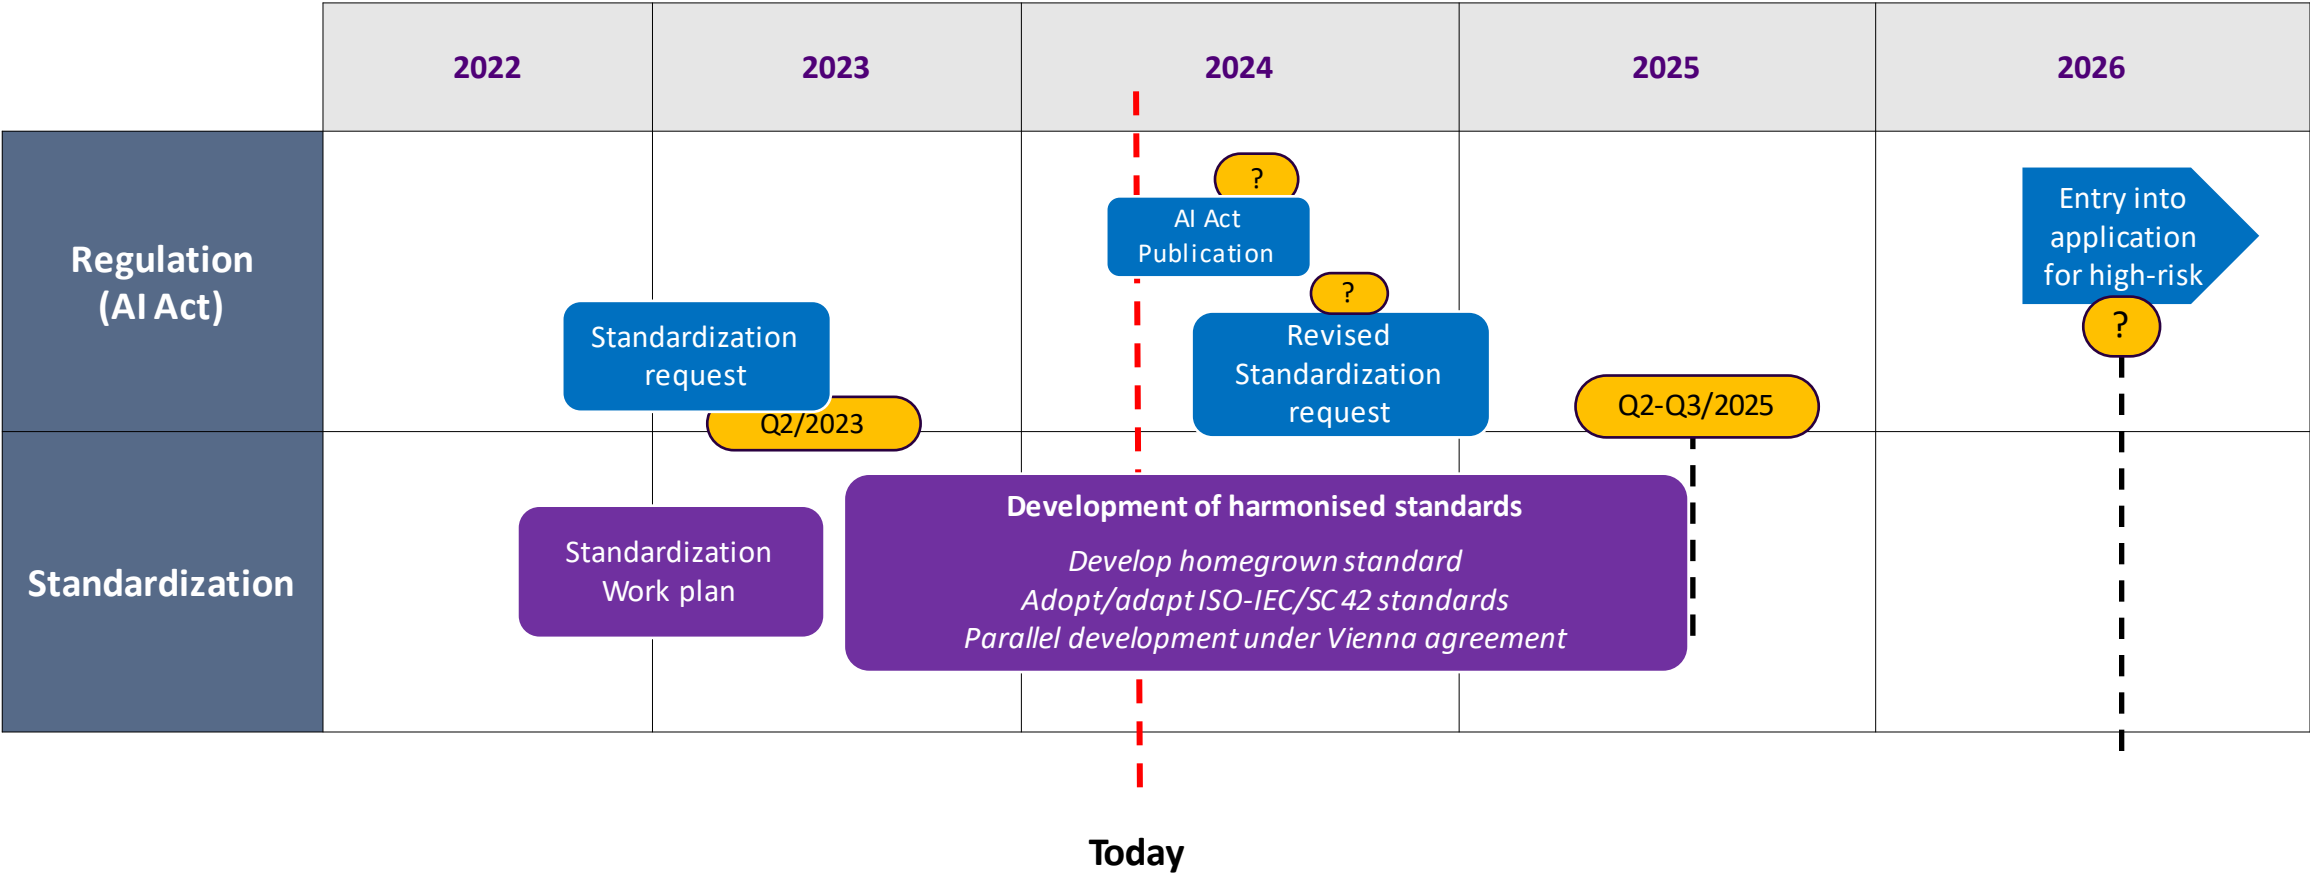 2022
2023
2024
2025
2026
Regulation
(AI Act)
?
AI Act
Publication
?
Revised
Standardization
request
Standardization
request
Q2/2023
Q2-Q3/2025
Entry into
application
for high-risk
?
Standardization
Standardization
Work plan
Development of harmonised standards
Develop homegrown standard
Adopt/adapt ISO-IEC/SC 42 standards
Parallel development under Vienna agreement
Today